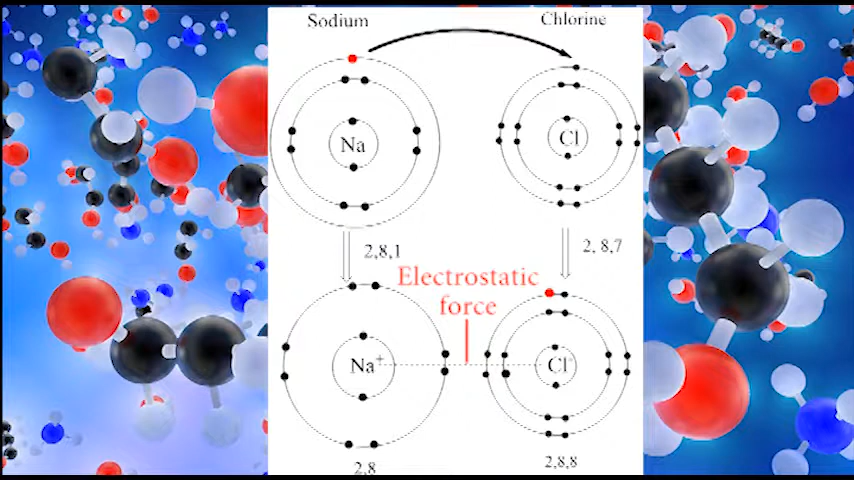 Sodium
Chlorine
Na
Cl
2,8,1
2, 8,7
Electrostatic
force
Na+
Cl-
2,8
2,8,8